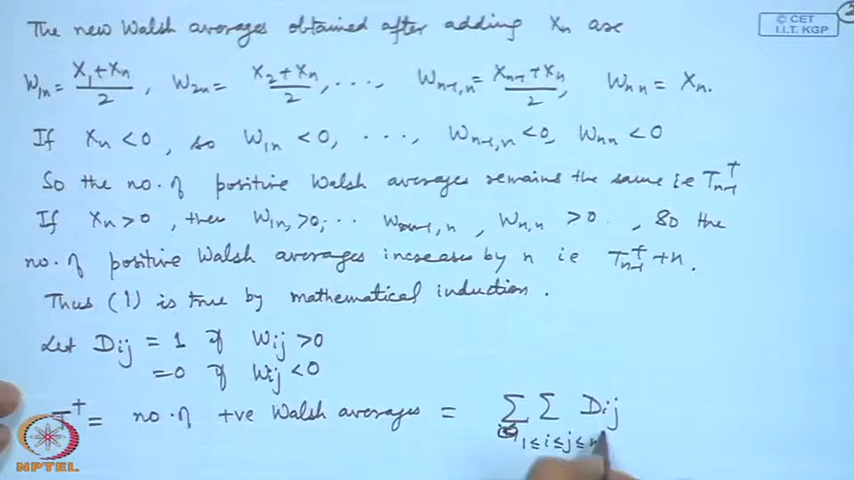 The new Walsh averages obtained after adding Xn are
© CET
I.I.T. KGP
W1n = X1+Xn/2 , W2n = X2+Xn/2 , . . . , Wn-1,n = Xn-1+Xn/2 , Wnn = Xn.
If Xn < 0 , so W1n < 0, . . . , Wn-1,n < 0, Wnn < 0
So the no. of positive Walsh averages remains the same i.e T+n-1
If Xn > 0 , then W1n, > 0, . . . Wn-1,n , Wn,n > 0 . , So the
no. of positive Walsh averages increases by n ie T+n-1 + n .
Thus (1) is true by mathematical induction .
Let Dij = 1 if Wij > 0
= 0 if Wij < 0
T+ = no. of +ve Walsh averages = Σ Σ Dij
1 ≤ i ≤ j ≤ n
NPTEL